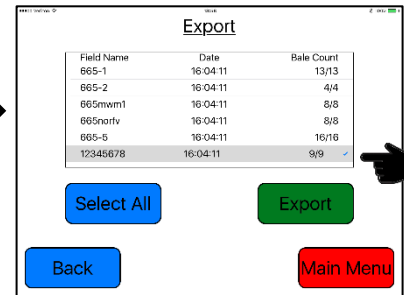 Export
Field Name Date Bale Count
665-1 16:04:11 13/13
665-2 16:04:11 4/4
665mwm1 16:04:11 8/8
665norfv 16:04:11 8/8
665-5 16:04:11 16/16
12345678 16:04:11 9/9
Select All Export
Back Main Menu